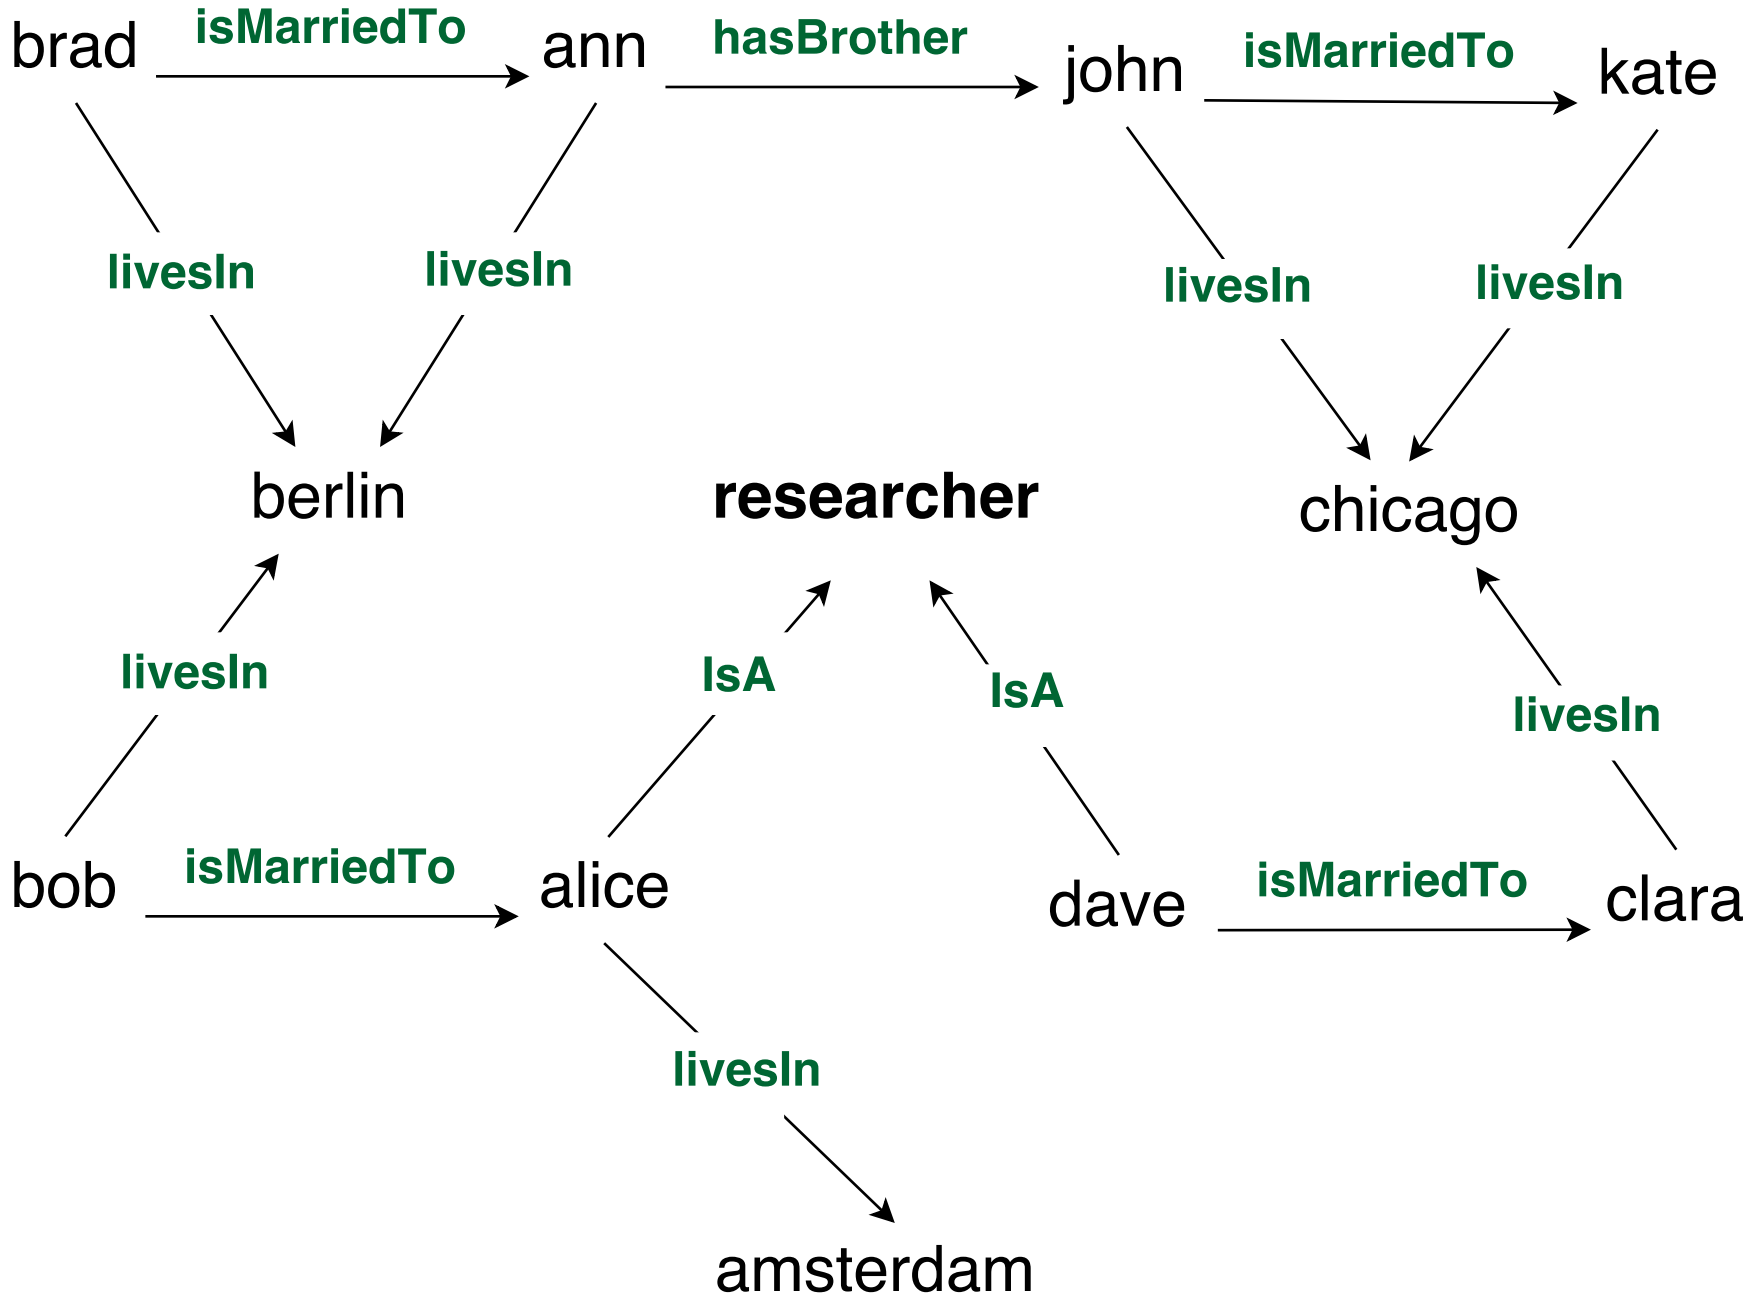 brad isMarriedTo ann hasBrother john isMarriedTo kate
livesIn livesIn livesIn livesIn
berlin researcher chicago
livesIn IsA IsA livesIn
bob isMarriedTo alice dave isMarriedTo clara
livesIn
amsterdam